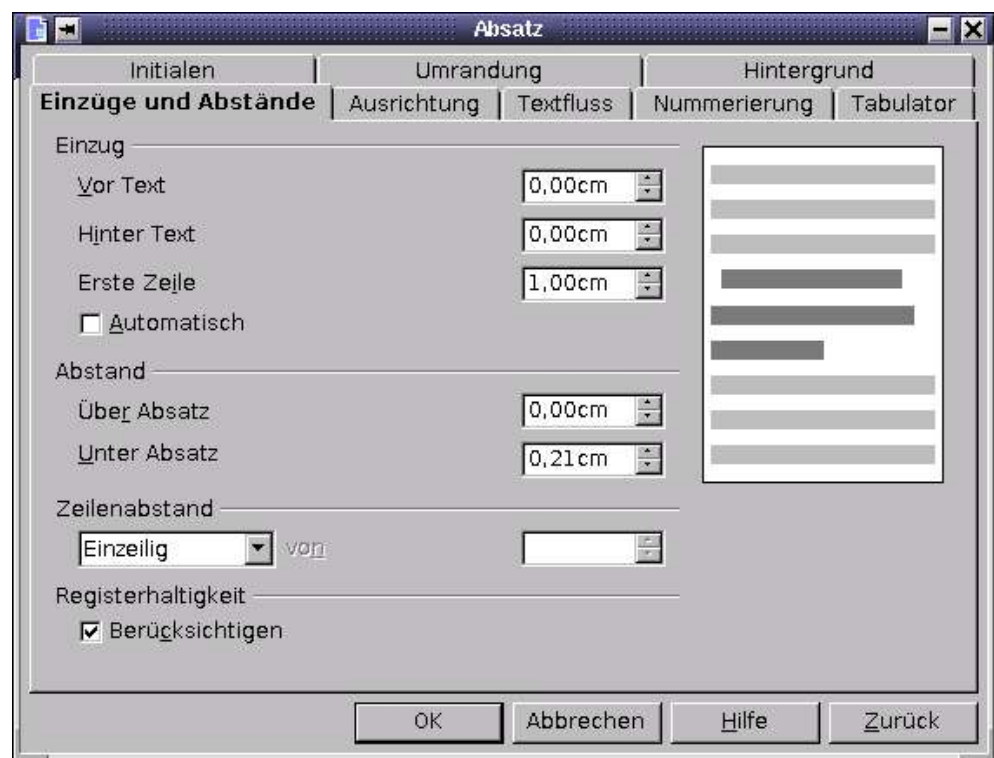 Absatz
Initialen Umrandung Hintergrund
Einzüge und Abstände Ausrichtung Textfluss Nummerierung Tabulator
Einzug
Vor Text 0,00cm
Hinter Text 0,00cm
Erste Zeile 1,00cm
Automatisch
Abstand
Über Absatz 0,00cm
Unter Absatz 0,21cm
Zeilenabstand
Einzeilig von
Registerhaltigkeit
Berücksichtigen
OK Abbrechen Hilfe Zurück